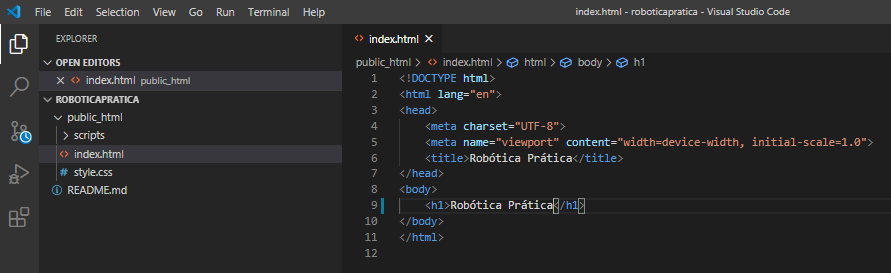 File Edit Selection View Go Run Terminal Help index.html - roboticapratica - Visual Studio Code
EXPLORER
OPEN EDITORS
index.html public_html
ROBOTICAPRATICA
public_html
scripts
index.html
style.css
README.md
index.html
public_html > index.html > html > body > h1
1 <!DOCTYPE html>
2 <html lang="en">
3 <head>
4 <meta charset="UTF-8">
5 <meta name="viewport" content="width=device-width, initial-scale=1.0">
6 <title>Robótica Prática</title>
7 </head>
8 <body>
9 <h1>Robótica Prática</h1>
10 </body>
11 </html>
12